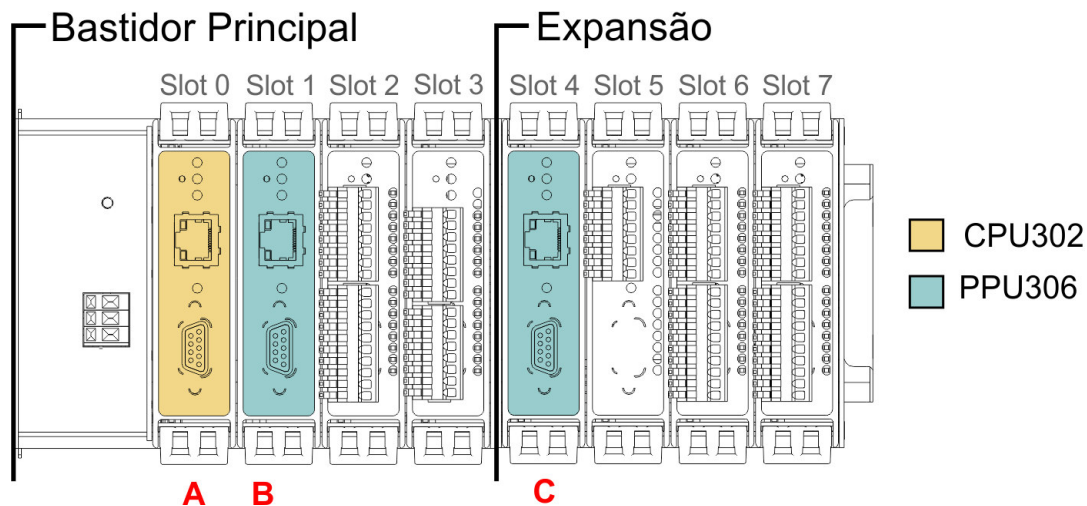 Bastidor Principal
Expansão
Slot 0 Slot 1 Slot 2 Slot 3 Slot 4 Slot 5 Slot 6 Slot 7
CPU302
PPU306
A B C